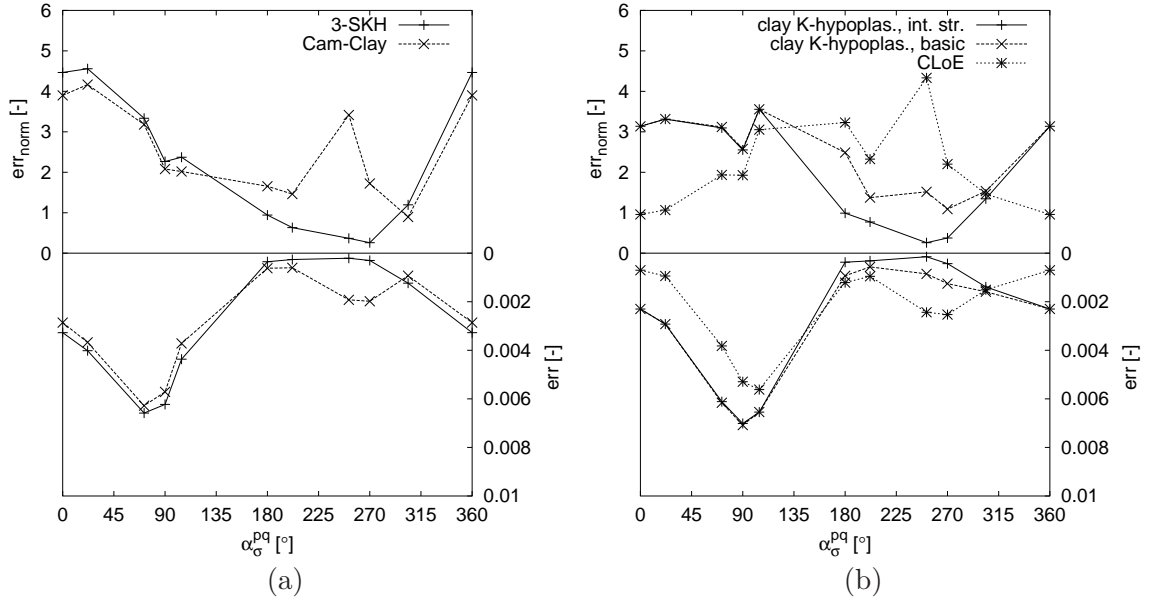 3-SKH
Cam-Clay
6
5
4
3
2
1
0
err_norm [-]
0
0.002
0.004
0.006
0.008
0.01
err [-]
0 45 90 135 180 225 270 315 360
α_σ^pq [°]
(a)
clay K-hypoplas., int. str.
clay K-hypoplas., basic
CLoE
6
5
4
3
2
1
0
err_norm [-]
0
0.002
0.004
0.006
0.008
0.01
err [-]
0 45 90 135 180 225 270 315 360
α_σ^pq [°]
(b)